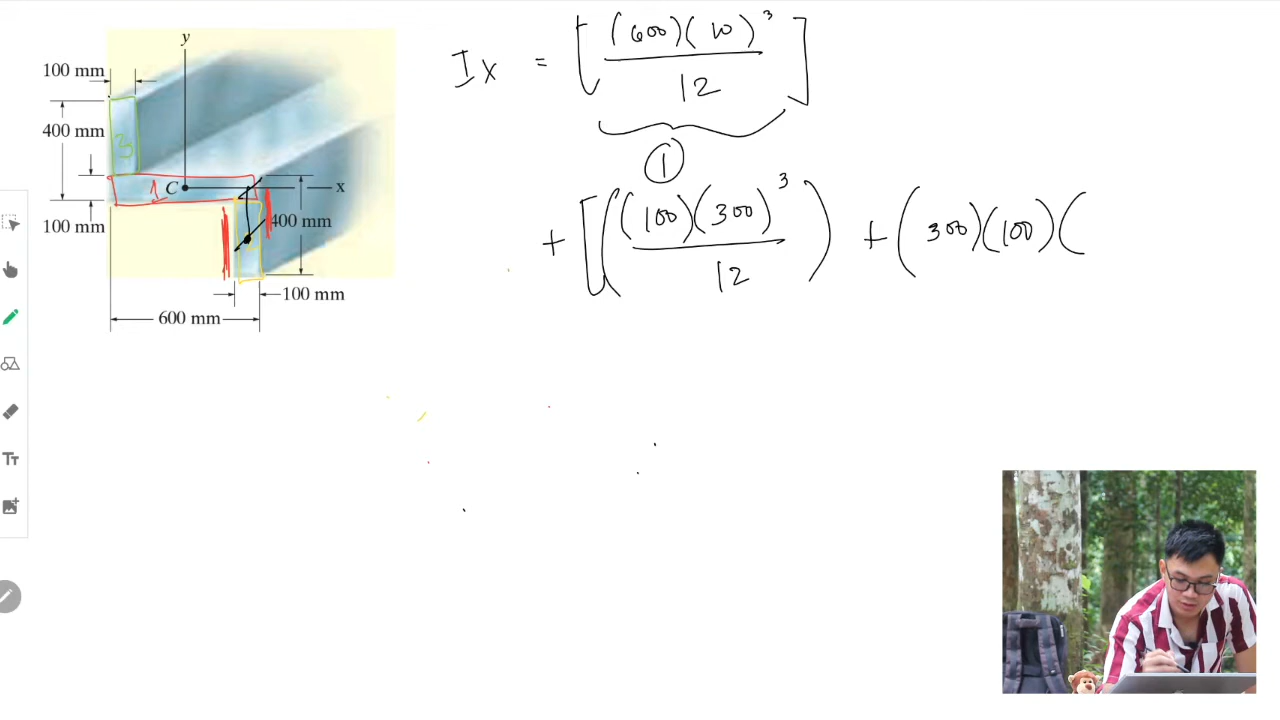 y
100 mm
400 mm
3
1 C
x
100 mm
400 mm
100 mm
600 mm
Ix = [(600)(10)³ / 12]
1
+ [((100)(300)³ / 12) + (300)(100)(
Tт